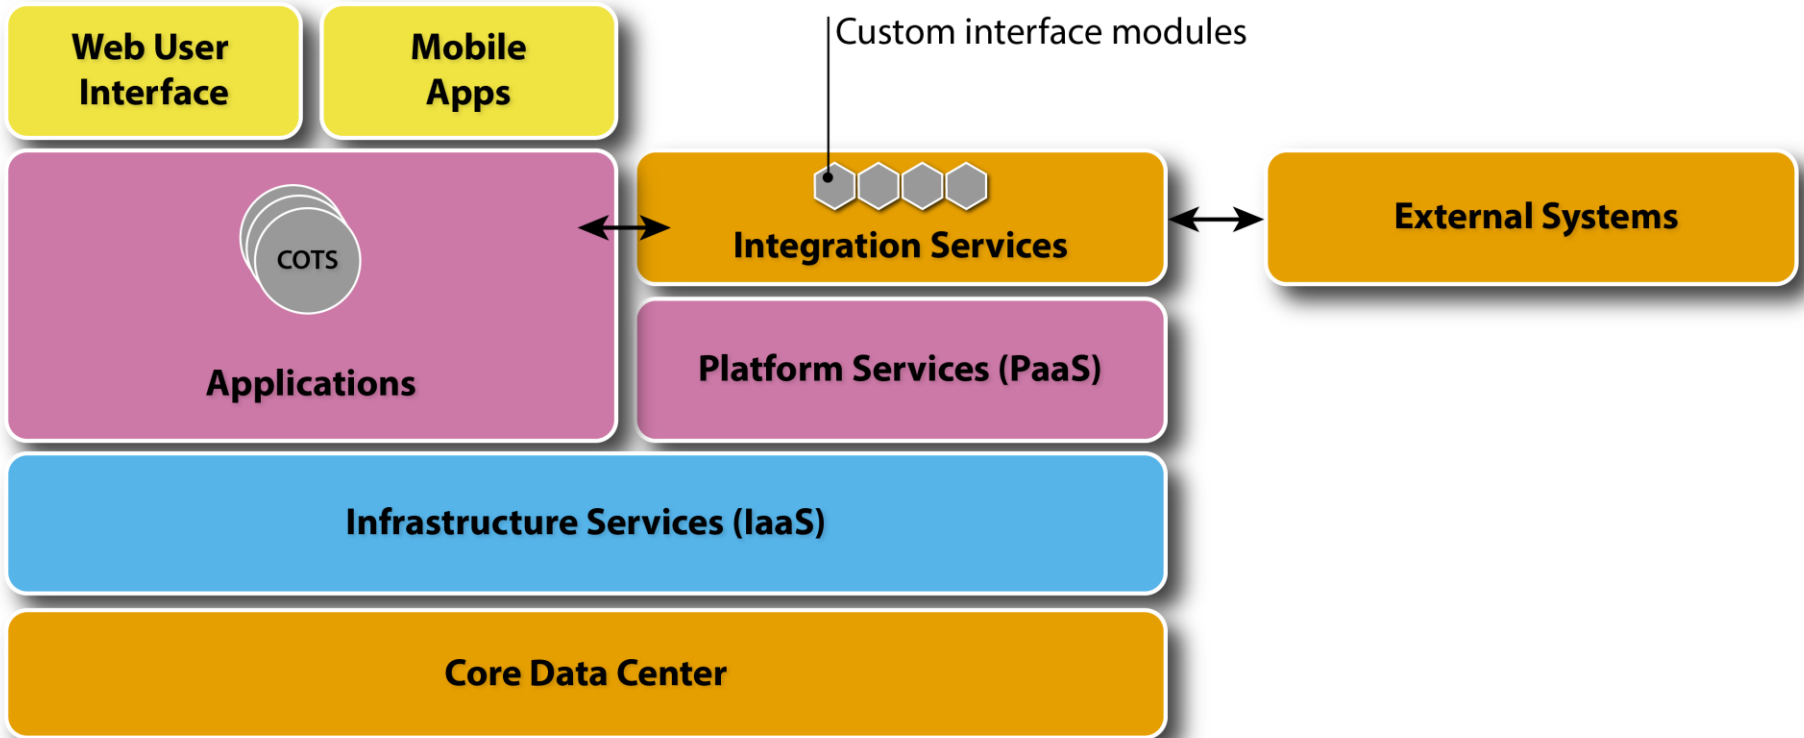 Web User
Interface
Mobile
Apps
Custom interface modules
COTS
Applications
Integration Services
External Systems
Platform Services (PaaS)
Infrastructure Services (IaaS)
Core Data Center